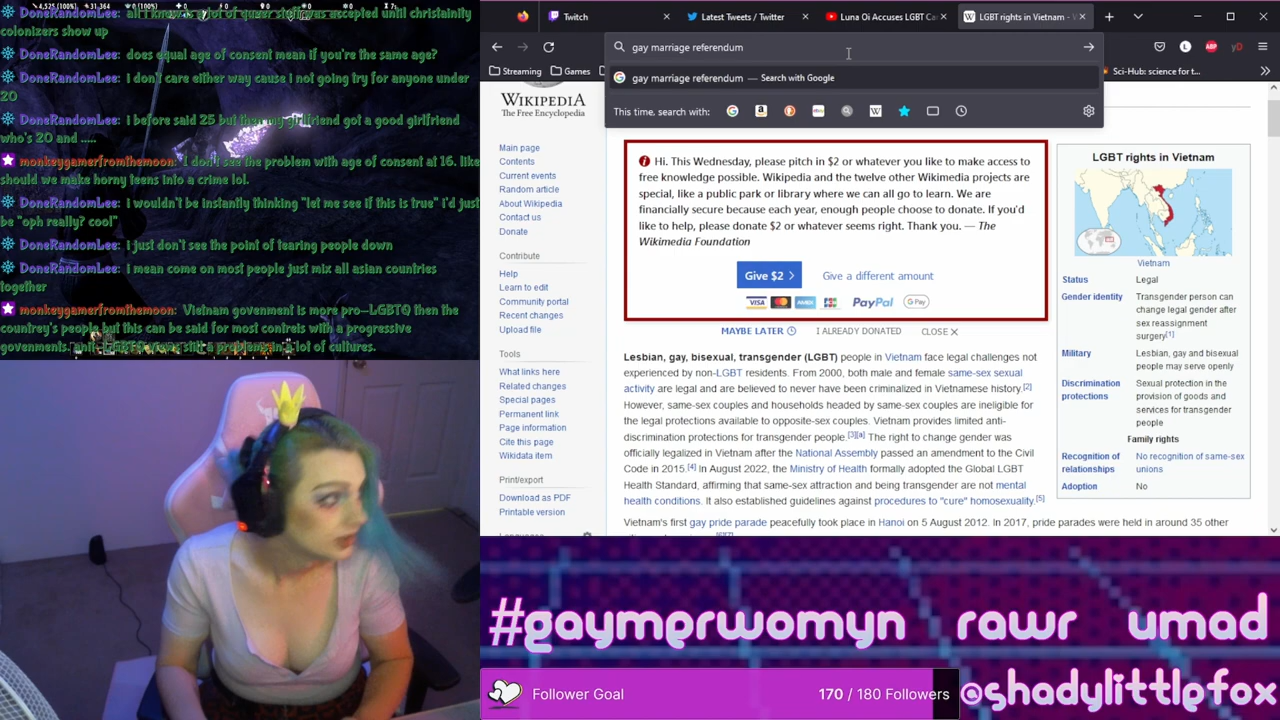 4,525 (100%)
31,364
0 (100%)
DoneRandomLee: all I know is a lot of queer stuff was accepted until christainity
colonizers show up
DoneRandomLee: does equal age of consent mean if you're the same age?
DoneRandomLee: I don't care either way cause I not going try for anyone under
20
DoneRandomLee: I before said 25 but then my girlfriend got a good girlfriend
who's 20 and .....
monkeygamerfromthemoon: I don't see the problem with age of consent at 16. like
should we make horny teens into a crime lol.
DoneRandomLee: i wouldn't be instantly thinking "let me see if this is true" i'd just
be "oph really? cool"
DoneRandomLee: i just don't see the point of tearing people down
DoneRandomLee: i mean come on most people just mix all asian countries
together
monkeygamerfromthemoon: Vietnam govenment is more pro-LGBTQ then the
countrey's people but this can be said for most
govenments.
Twitch
Latest Tweets / Twitter
Luna Oi Accuses LGBT Ca
LGBT rights in Vietnam - W
gay marriage referendum
Streaming
Games
Sci-Hub: science for t...
gay marriage referendum — Search with Google
This time, search with:
WIKIPEDIA
The Free Encyclopedia
Main page
Contents
Current events
Random article
About Wikipedia
Contact us
Donate
Contribute
Help
Learn to edit
Community portal
Recent changes
Upload file
Tools
What links here
Related changes
Special pages
Permanent link
Page information
Cite this page
Wikidata item
Print/export
Download as PDF
Printable version
Hi. This Wednesday, please pitch in $2 or whatever you like to make access to
free knowledge possible. Wikipedia and the twelve other Wikimedia projects are
special, like a public park or library where we can all go to learn. We are
financially secure because each year, enough people choose to donate. If you'd
like to help, please donate $2 or whatever seems right. Thank you. — The
Wikimedia Foundation
Give $2
Give a different amount
VISA
AMEX
JCB
PayPal
G Pay
MAYBE LATER
I ALREADY DONATED
CLOSE
Lesbian, gay, bisexual, transgender (LGBT) people in Vietnam face legal challenges not
experienced by non-LGBT residents. From 2000, both male and female same-sex sexual
activity are legal and are believed to never have been criminalized in Vietnamese history.[2]
However, same-sex couples and households headed by same-sex couples are ineligible for
the legal protections available to opposite-sex couples. Vietnam provides limited anti-
discrimination protections for transgender people.[3][a] The right to change gender was
officially legalized in Vietnam after the National Assembly passed an amendment to the Civil
Code in 2015.[4] In August 2022, the Ministry of Health formally adopted the Global LGBT
Health Standard, affirming that same-sex attraction and being transgender are not mental
health conditions. It also established guidelines against procedures to "cure" homosexuality.[5]
Vietnam's first gay pride parade peacefully took place in Hanoi on 5 August 2012. In 2017, pride parades were held in around 35 other
LGBT rights in Vietnam
Vietnam
Status Legal
Gender identity Transgender person can
change legal gender after
sex reassignment
surgery[1]
Military Lesbian, gay and bisexual
people may serve openly
Discrimination Sexual protection in the
protections provision of goods and
services for transgender
people
Family rights
Recognition of No recognition of same-sex
relationships unions
Adoption No
#gaymerwomyn rawr umad
Follower Goal
170 / 180 Followers
@shadylittlefox